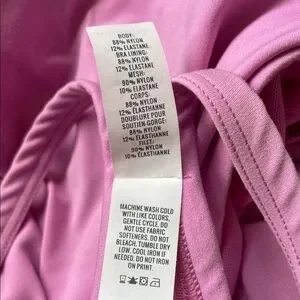 BODY:
88% NYLON
12% ELASTANE
BRA LINING:
88% NYLON
12% ELASTANE
MESH:
90% NYLON
10% ELASTANE
CORPS:
88% NYLON
12% ELASTHANNE
DOUBLURE POUR
SOUTIEN-GORGE:
88% NYLON
12% ELASTHANNE
FILET:
90% NYLON
10% ELASTHANNE
MACHINE WASH COLD
WITH LIKE COLORS,
GENTLE CYCLE. DO
NOT USE FABRIC
SOFTENERS. DO NOT
BLEACH. TUMBLE DRY
LOW. COOL IRON IF
NEEDED. DO NOT IRON
ON PRINT.